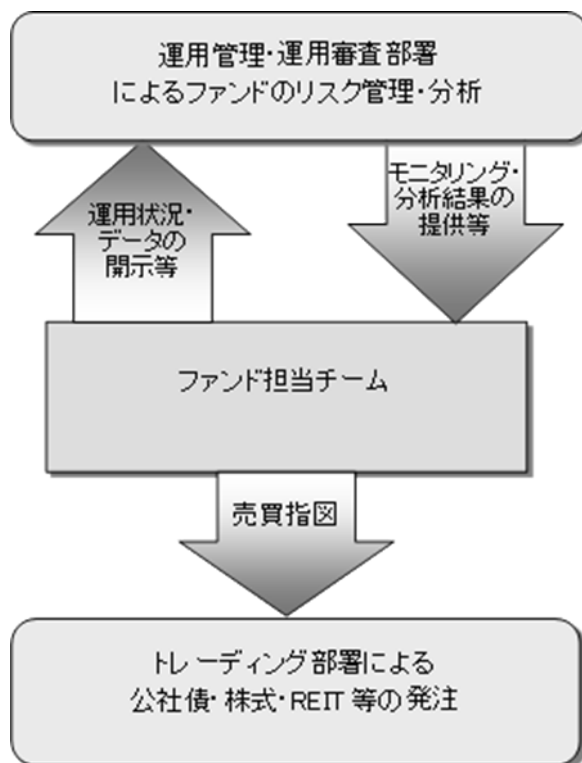 運用管理・運用審査部署
によるファンドのリスク管理・分析
運用状況・
データの
開示等
モニタリング・
分析結果の
提供等
ファンド担当チーム
売買指図
トレーディング部署による
公社債・株式・REIT 等の発注